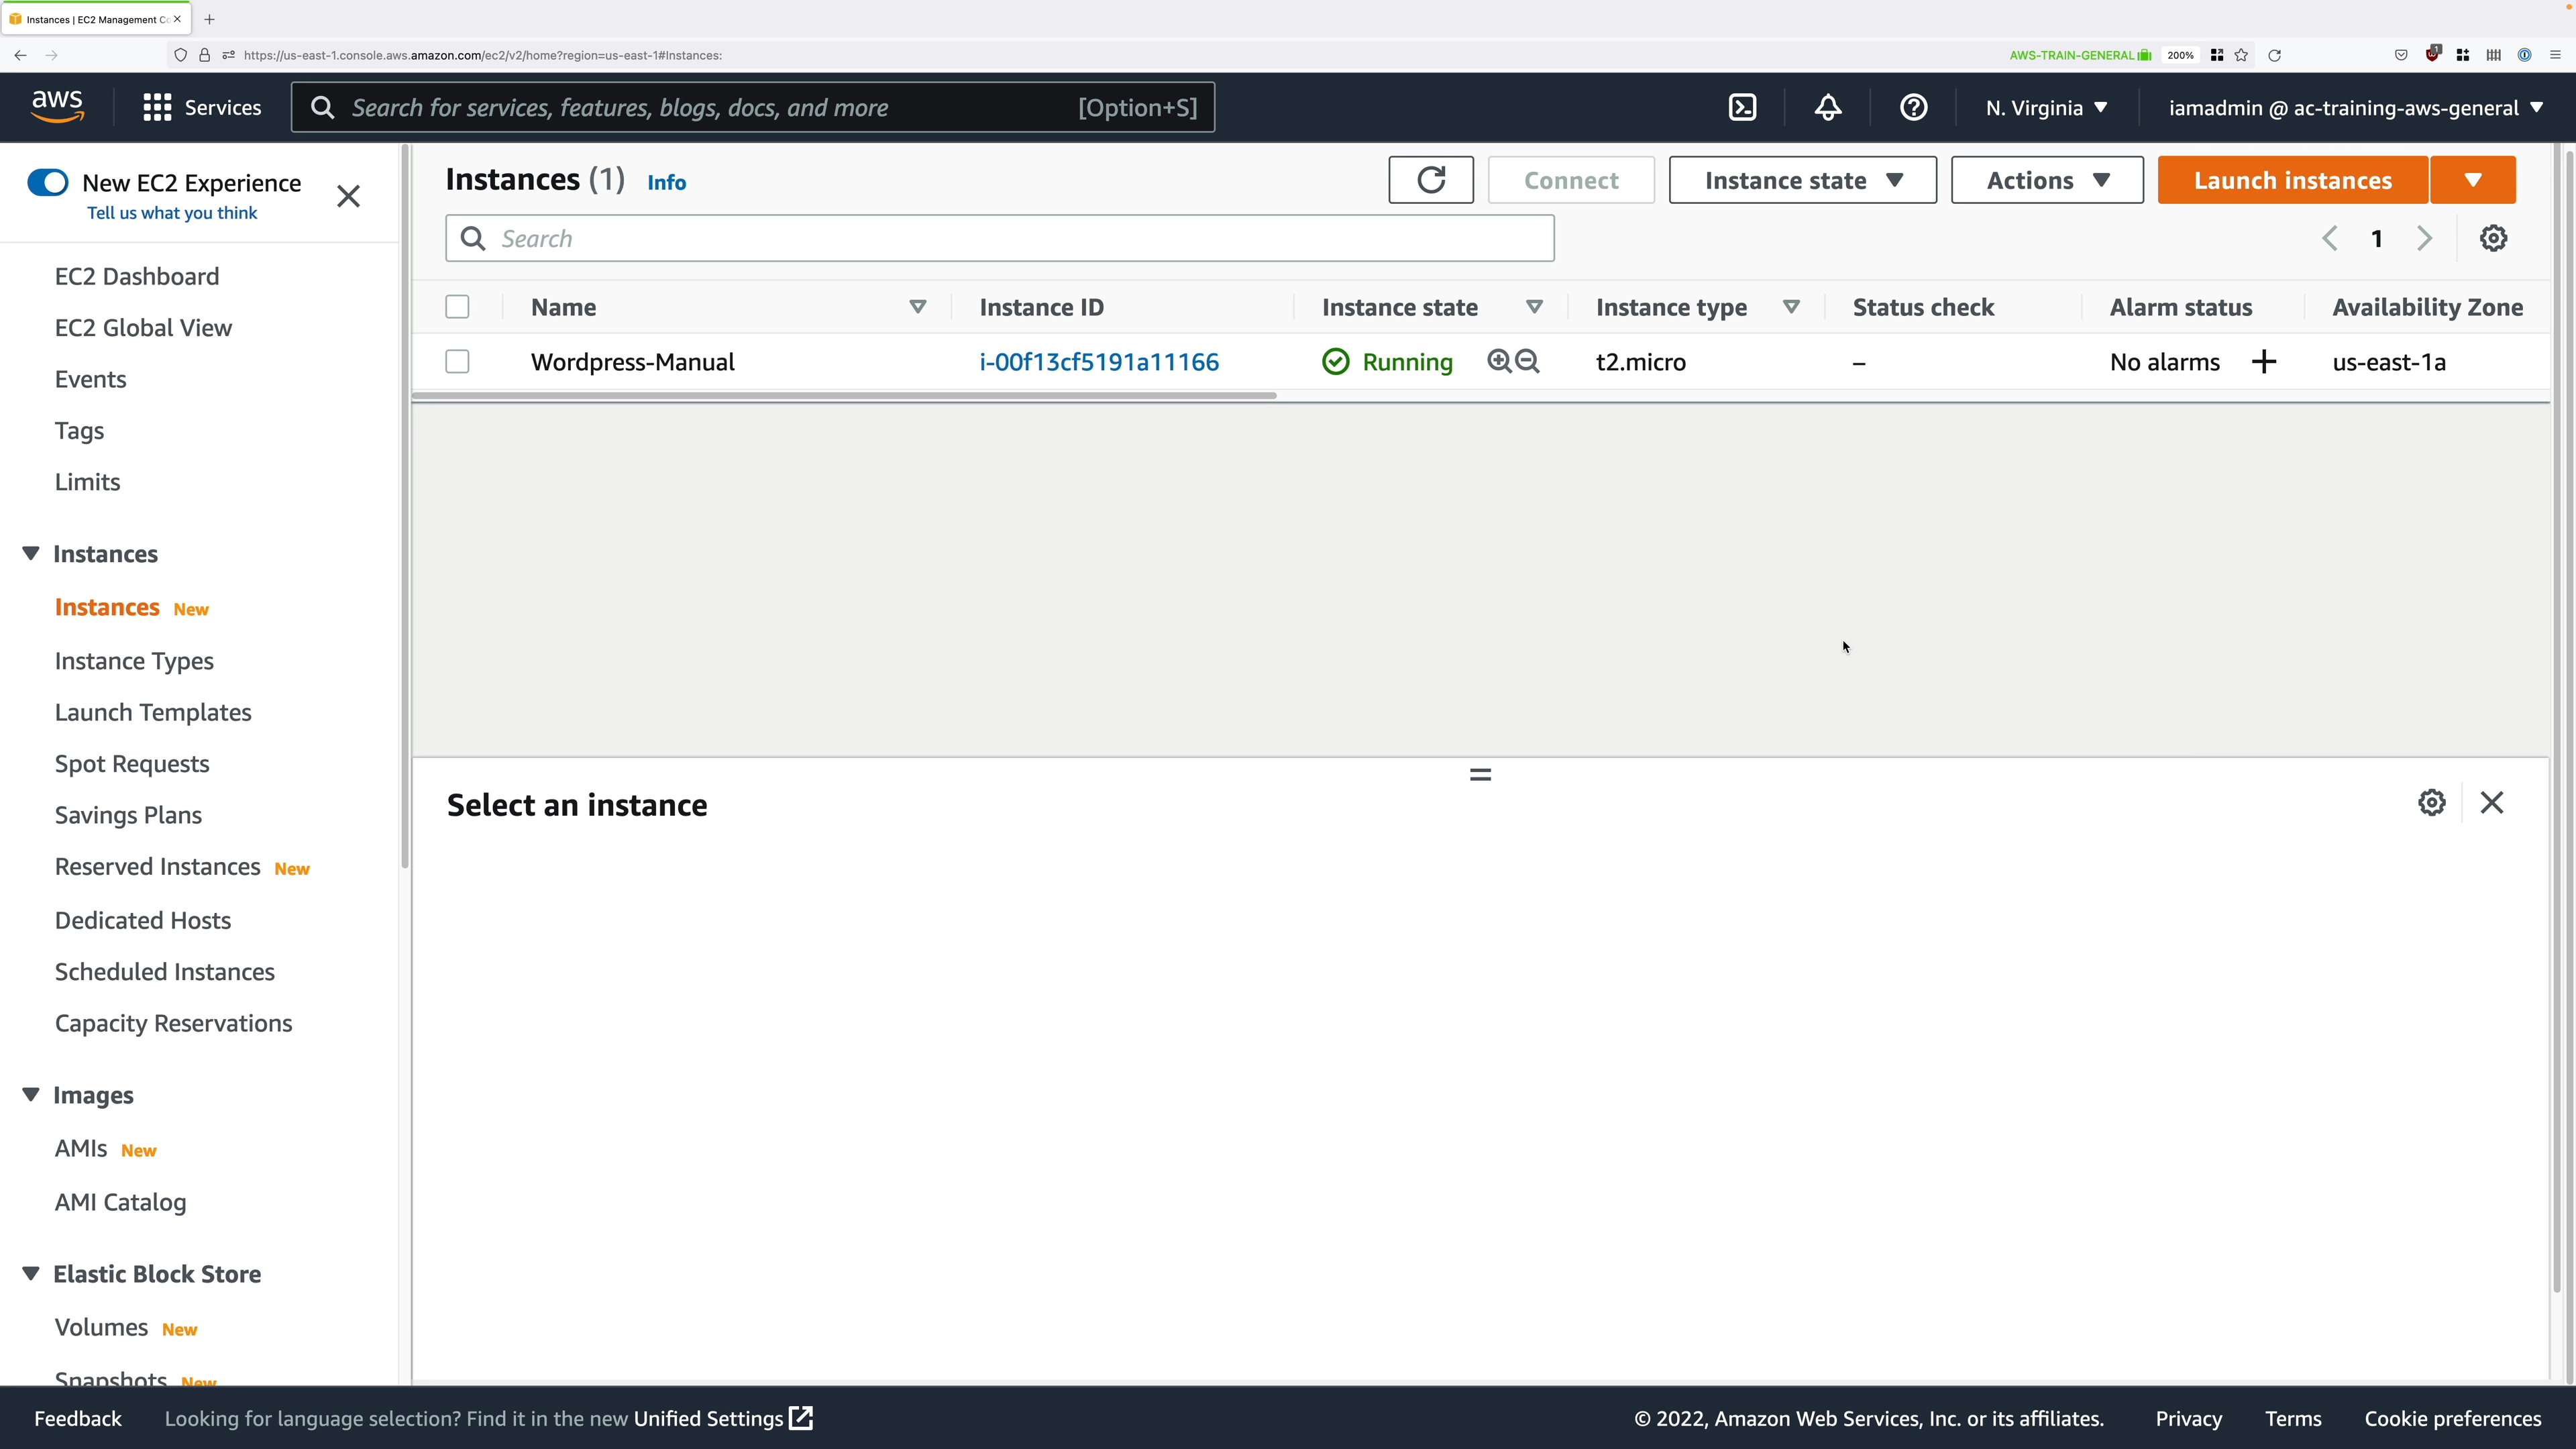 Instances | EC2 Management Co
https://us-east-1.console.aws.amazon.com/ec2/v2/home?region=us-east-1#Instances:
AWS-TRAIN-GENERAL
200%
1
aws
Services
Search for services, features, blogs, docs, and more
[Option+S]
N. Virginia
iamadmin @ ac-training-aws-general
New EC2 Experience
Tell us what you think
EC2 Dashboard
EC2 Global View
Events
Tags
Limits
Instances
Instances New
Instance Types
Launch Templates
Spot Requests
Savings Plans
Reserved Instances New
Dedicated Hosts
Scheduled Instances
Capacity Reservations
Images
AMIs New
AMI Catalog
Elastic Block Store
Volumes New
Snapshots New
Instances (1) Info
Connect
Instance state
Actions
Launch instances
Search
1
Name
Instance ID
Instance state
Instance type
Status check
Alarm status
Availability Zone
Wordpress-Manual
i-00f13cf5191a11166
Running
t2.micro
–
No alarms
us-east-1a
Select an instance
Feedback
Looking for language selection? Find it in the new Unified Settings
© 2022, Amazon Web Services, Inc. or its affiliates.
Privacy
Terms
Cookie preferences